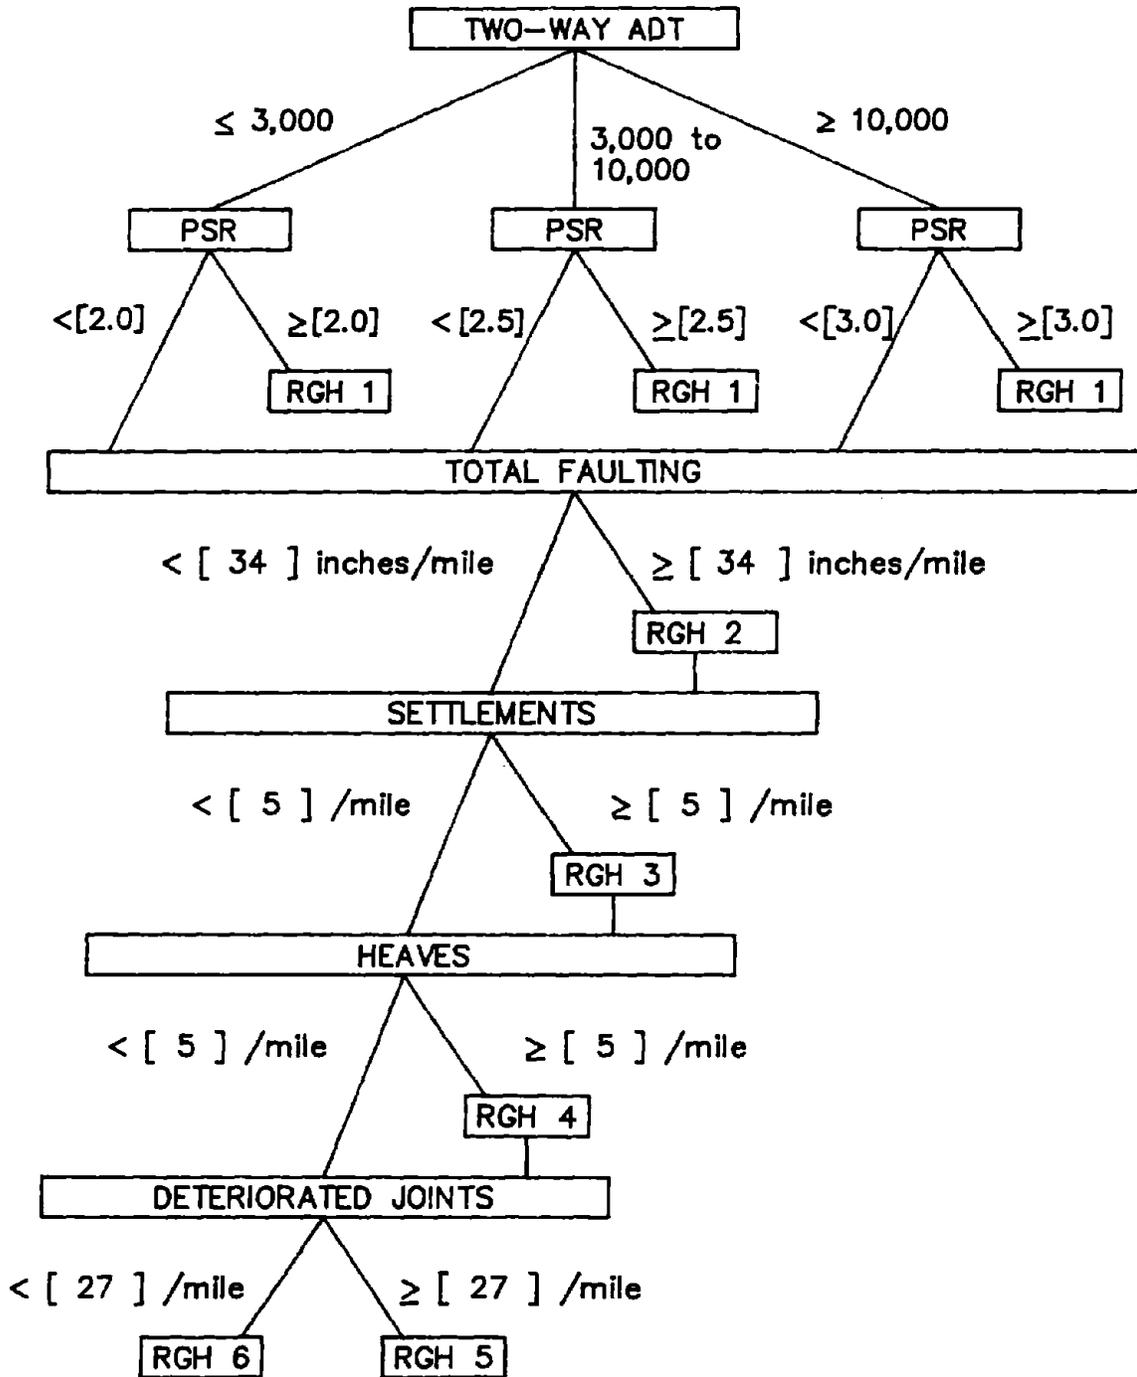 TWO-WAY ADT
≤ 3,000
3,000 to
10,000
≥ 10,000
PSR
PSR
PSR
<[2.0]
≥[2.0]
<[2.5]
≥[2.5]
<[3.0]
≥[3.0]
RGH 1
RGH 1
RGH 1
TOTAL FAULTING
< [ 34 ] inches/mile
≥ [ 34 ] inches/mile
RGH 2
SETTLEMENTS
< [ 5 ] /mile
≥ [ 5 ] /mile
RGH 3
HEAVES
< [ 5 ] /mile
≥ [ 5 ] /mile
RGH 4
DETERIORATED JOINTS
< [ 27 ] /mile
≥ [ 27 ] /mile
RGH 6
RGH 5